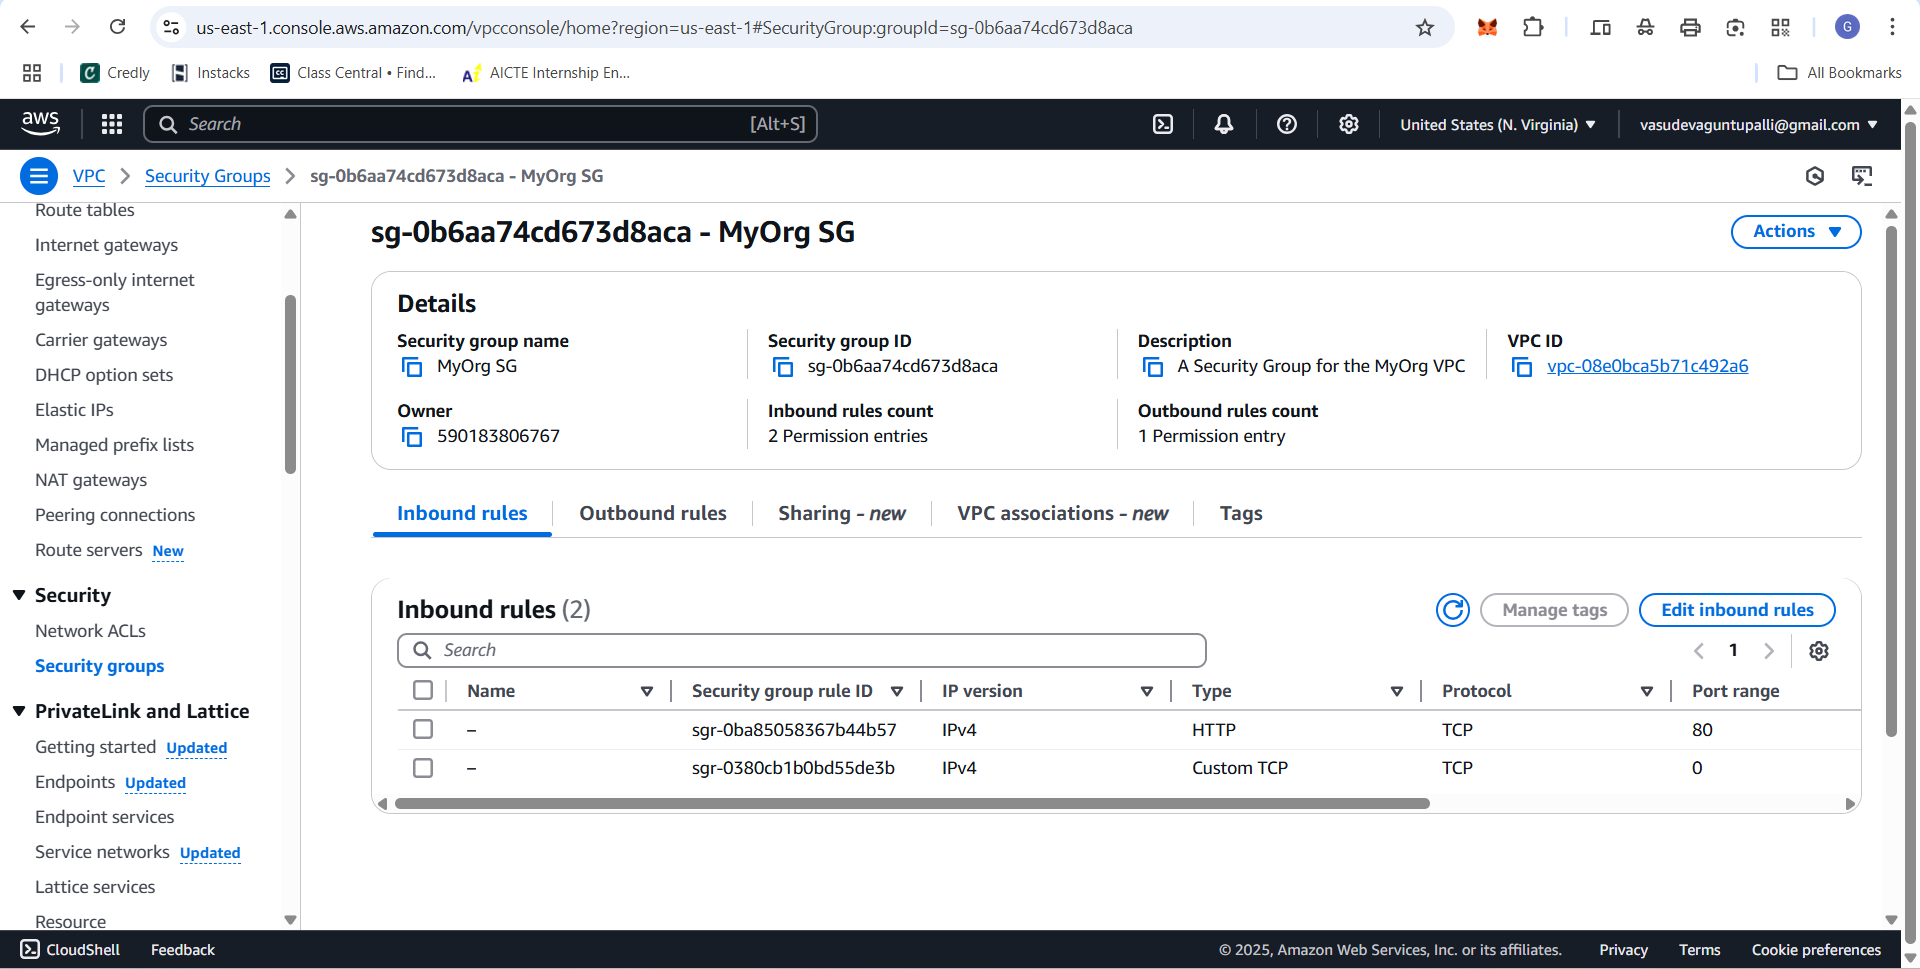 us-east-1.console.aws.amazon.com/vpcconsole/home?region=us-east-1#SecurityGroup:groupId=sg-0b6aa74cd673d8aca
G
Credly
Instacks
Class Central • Find...
AICTE Internship En...
All Bookmarks
aws
Search
[Alt+S]
United States (N. Virginia)
vasudevaguntupalli@gmail.com
VPC
Security Groups
sg-0b6aa74cd673d8aca - MyOrg SG
Route tables
Internet gateways
Egress-only internet
gateways
Carrier gateways
DHCP option sets
Elastic IPs
Managed prefix lists
NAT gateways
Peering connections
Route servers New
Security
Network ACLs
Security groups
PrivateLink and Lattice
Getting started Updated
Endpoints Updated
Endpoint services
Service networks Updated
Lattice services
Resource
sg-0b6aa74cd673d8aca - MyOrg SG
Actions
Details
Security group name
MyOrg SG
Security group ID
sg-0b6aa74cd673d8aca
Description
A Security Group for the MyOrg VPC
VPC ID
vpc-08e0bca5b71c492a6
Owner
590183806767
Inbound rules count
2 Permission entries
Outbound rules count
1 Permission entry
Inbound rules
Outbound rules
Sharing - new
VPC associations - new
Tags
Inbound rules (2)
Manage tags
Edit inbound rules
Search
1
Name Security group rule ID IP version Type Protocol Port range
– sgr-0ba85058367b44b57 IPv4 HTTP TCP 80
– sgr-0380cb1b0bd55de3b IPv4 Custom TCP TCP 0
CloudShell
Feedback
© 2025, Amazon Web Services, Inc. or its affiliates.
Privacy
Terms
Cookie preferences